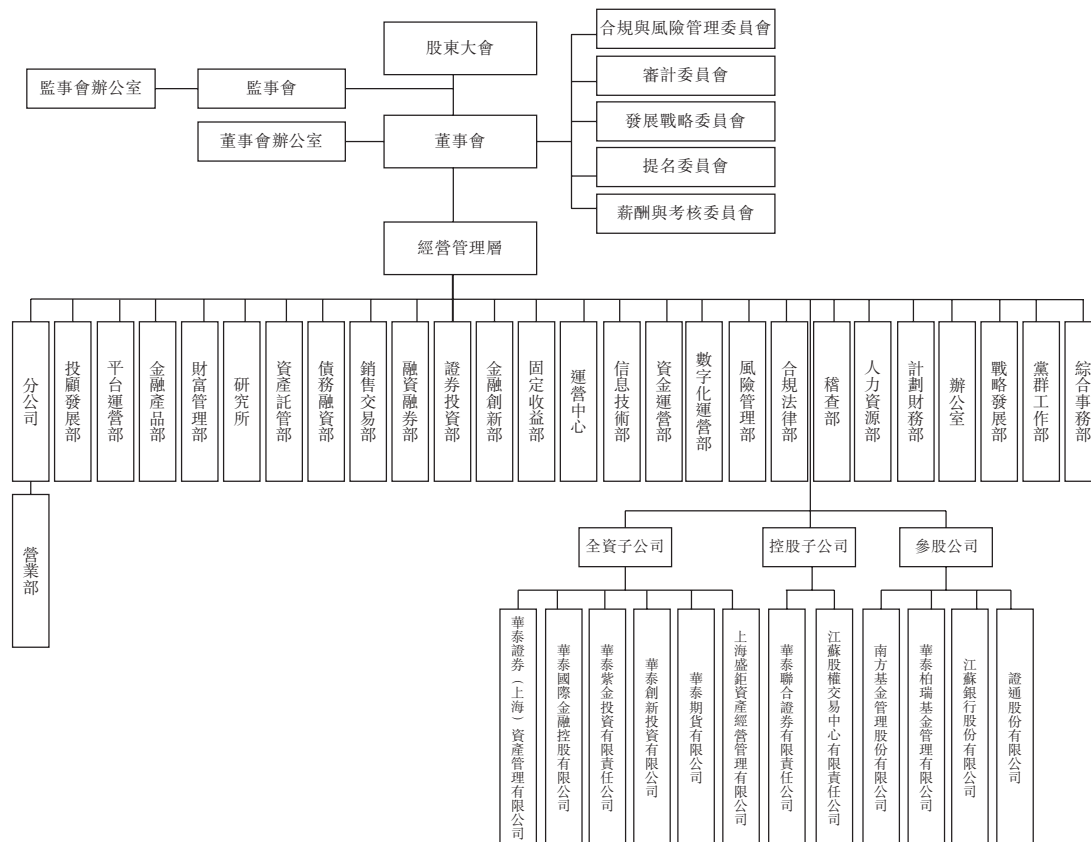 股東大會
合規與風險管理委員會
審計委員會
發展戰略委員會
提名委員會
薪酬與考核委員會
監事會辦公室
監事會
董事會辦公室
董事會
經營管理層
分公司
投顧發展部
平台運營部
金融產品部
財富管理部
研究所
資產託管部
債務融資部
銷售交易部
融資融券部
證券投資部
金融創新部
固定收益部
運營中心
信息技術部
資金運營部
數字化運營部
風險管理部
合規法律部
稽查部
人力資源部
計劃財務部
辦公室
戰略發展部
黨群工作部
綜合事務部
營業部
全資子公司
控股子公司
參股公司
華泰證券（上海）資產管理有限公司
華泰國際金融控股有限公司
華泰紫金投資有限責任公司
華泰創新投資有限公司
華泰期貨有限公司
上海盛鉅資產經營管理有限公司
華泰聯合證券有限責任公司
江蘇股權交易中心有限責任公司
南方基金管理股份有限公司
華泰柏瑞基金管理有限公司
江蘇銀行股份有限公司
證通股份有限公司